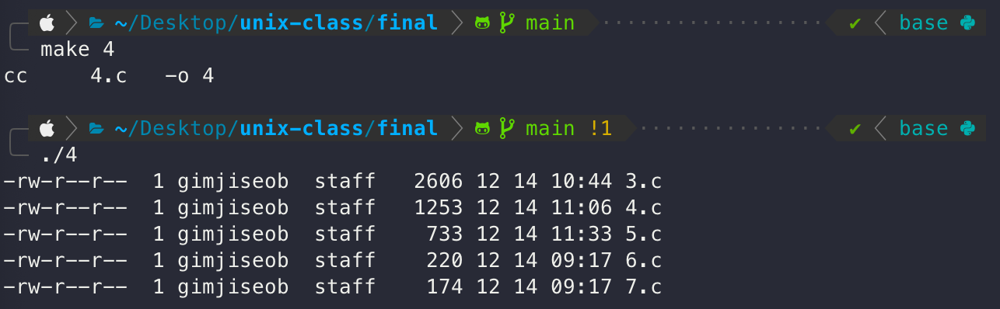 ~/Desktop/unix-class/final main ✔ base
make 4
cc 4.c -o 4
~/Desktop/unix-class/final main !1 ✔ base
./4
-rw-r--r-- 1 gimjiseob staff 2606 12 14 10:44 3.c
-rw-r--r-- 1 gimjiseob staff 1253 12 14 11:06 4.c
-rw-r--r-- 1 gimjiseob staff 733 12 14 11:33 5.c
-rw-r--r-- 1 gimjiseob staff 220 12 14 09:17 6.c
-rw-r--r-- 1 gimjiseob staff 174 12 14 09:17 7.c